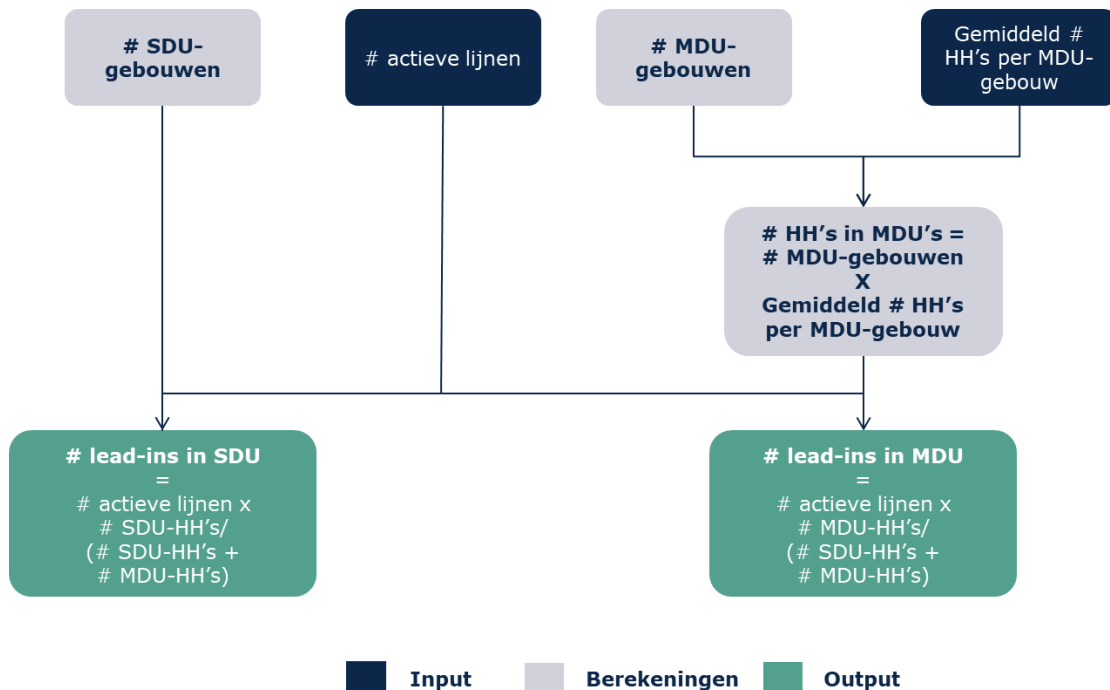 # SDU-
gebouwen
# actieve lijnen
# MDU-
gebouwen
Gemiddeld #
HH's per MDU-
gebouw
# HH's in MDU's =
# MDU-gebouwen
X
Gemiddeld # HH's
per MDU-gebouw
# lead-ins in SDU
=
# actieve lijnen x
# SDU-HH's/
(# SDU-HH's +
# MDU-HH's)
# lead-ins in MDU
=
# actieve lijnen x
# MDU-HH's/
(# SDU-HH's +
# MDU-HH's)
Input
Berekeningen
Output